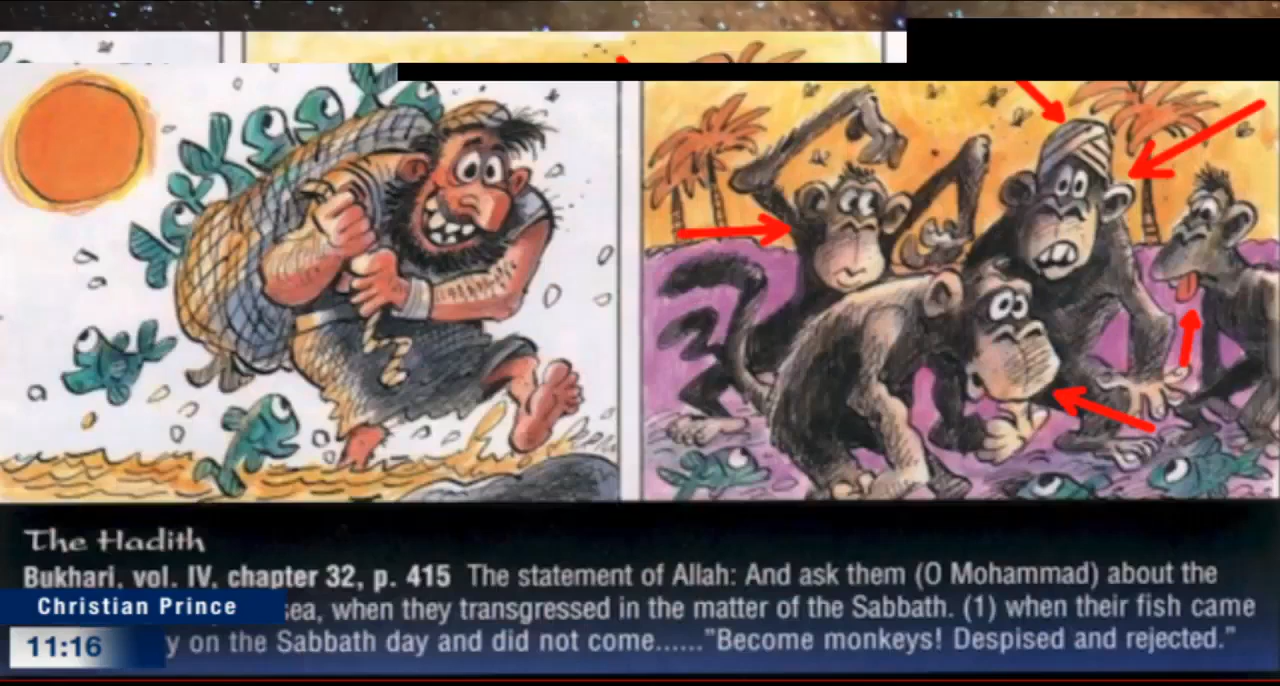 The Hadith
Bukhari, vol. IV, chapter 32, p. 415 The statement of Allah: And ask them (O Mohammad) about the
Christian Prince sea, when they transgressed in the matter of the Sabbath. (1) when their fish came
11:16 y on the Sabbath day and did not come......"Become monkeys! Despised and rejected."